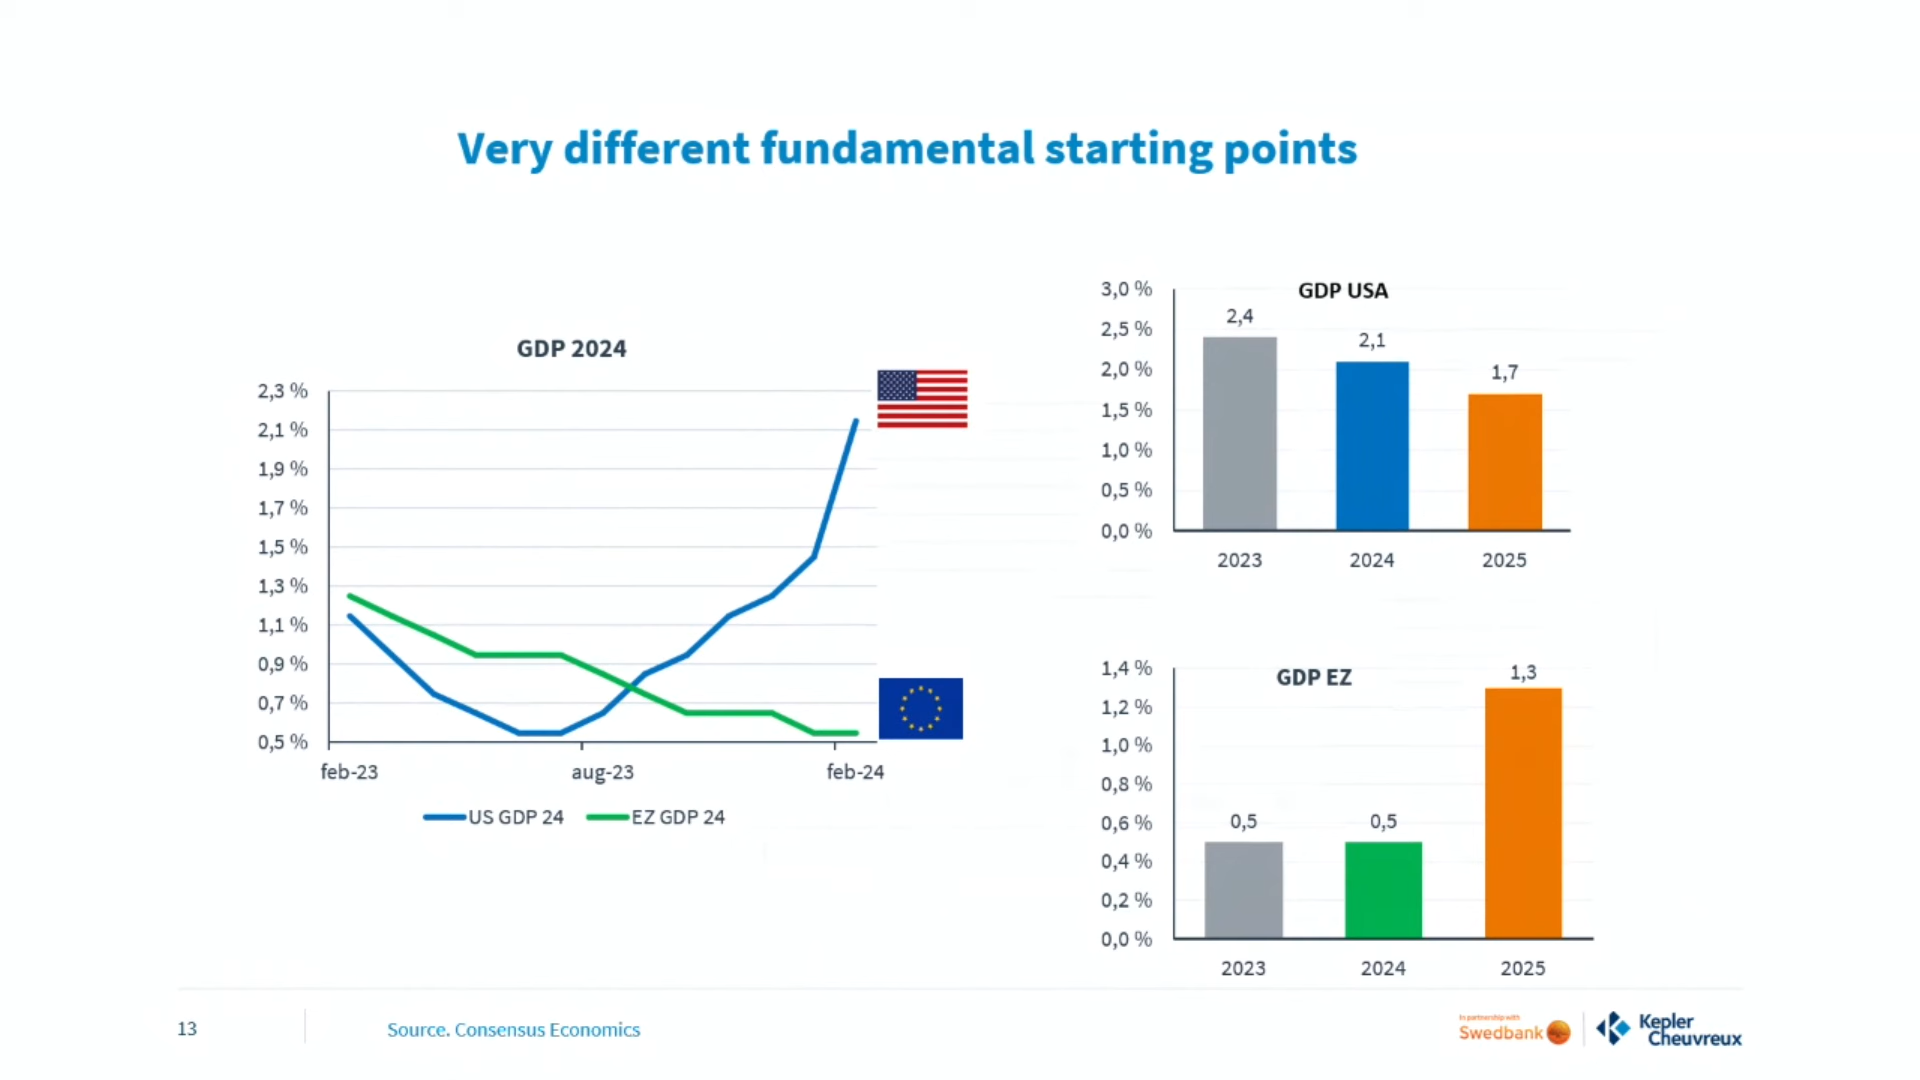 Very different fundamental starting points
GDP 2024
2,3 %
2,1 %
1,9 %
1,7 %
1,5 %
1,3 %
1,1 %
0,9 %
0,7 %
0,5 %
feb-23
aug-23
feb-24
US GDP 24
EZ GDP 24
GDP USA
3,0 %
2,5 %
2,0 %
1,5 %
1,0 %
0,5 %
0,0 %
2,4
2,1
1,7
2023
2024
2025
GDP EZ
1,4 %
1,2 %
1,0 %
0,8 %
0,6 %
0,4 %
0,2 %
0,0 %
0,5
0,5
1,3
2023
2024
2025
13
Source. Consensus Economics
In partnership with
Swedbank
Kepler
Cheuvreux